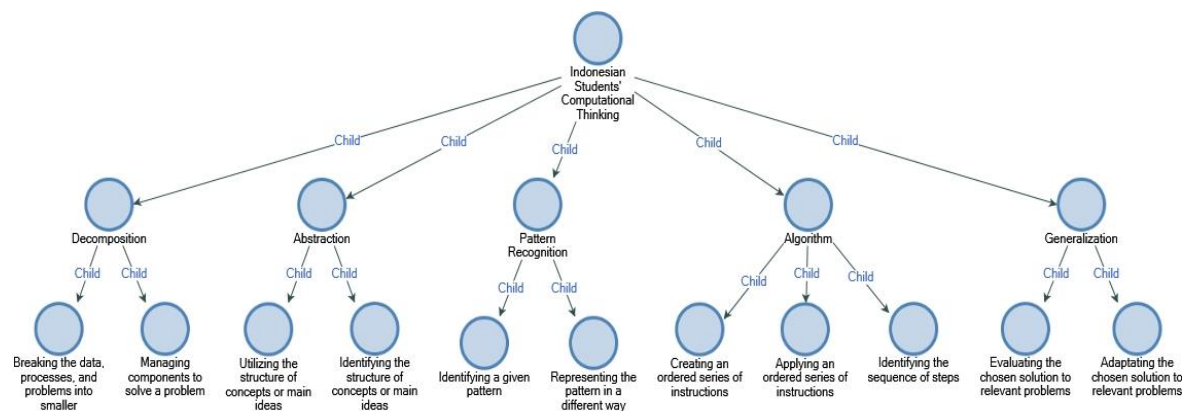 Indonesian
Students'
Computational
Thinking
Child
Child
Child
Child
Child
Decomposition
Abstraction
Pattern
Recognition
Algorithm
Generalization
Child
Child
Child
Child
Child
Child
Child
Child
Child
Child
Child
Breaking the data,
processes, and
problems into
smaller
Managing
components to
solve a problem
Utilizing the
structure of
concepts or main
ideas
Identifying the
structure of
concepts or main
ideas
Identifying a given
pattern
Representing the
pattern in a
different way
Creating an
ordered series of
instructions
Applying an
ordered series of
instructions
Identifying the
sequence of steps
Evaluating the
chosen solution to
relevant problems
Adaptating the
chosen solution to
relevant problems